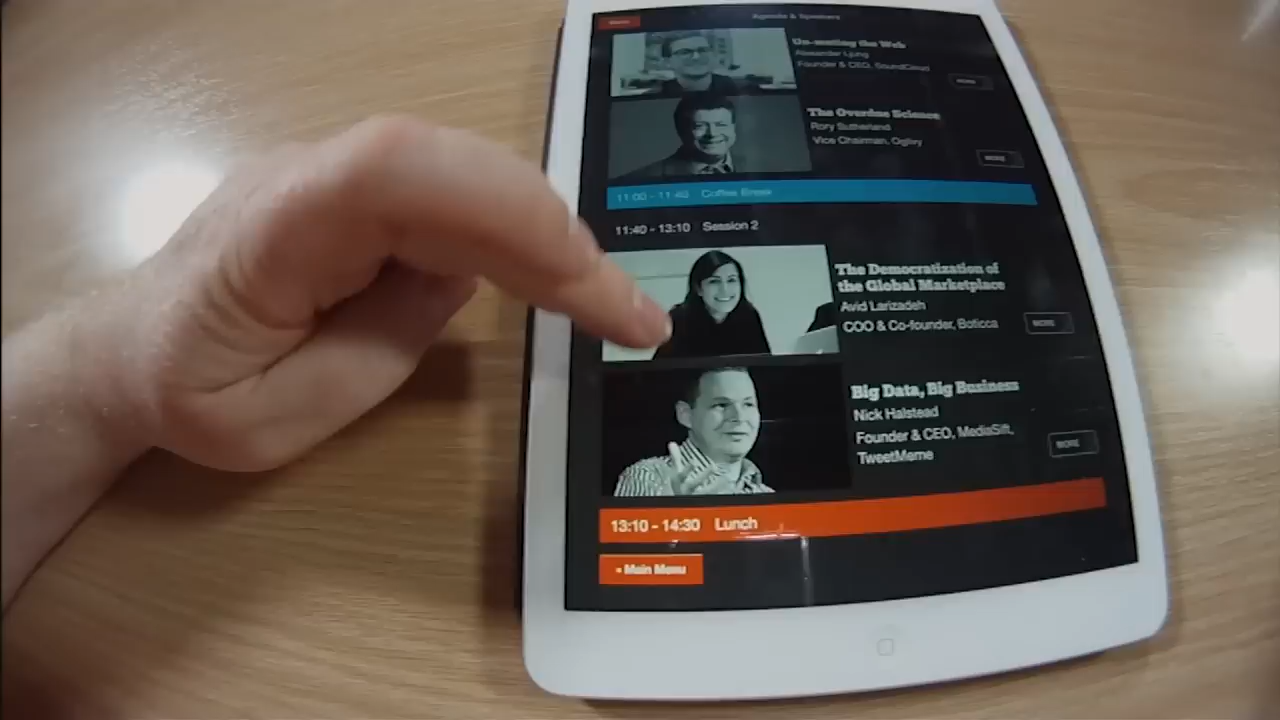 Agenda & Speakers
Un-muting the Web
Alexander Ljung
Founder & CEO, SoundCloud
MORE
The Overdue Science
Rory Sutherland
Vice Chairman, Ogilvy
MORE
11:00 - 11:40 Coffee Break
11:40 - 13:10 Session 2
The Democratization of
the Global Marketplace
Avid Larizadeh
COO & Co-founder, Boticca
MORE
Big Data, Big Business
Nick Halstead
Founder & CEO, MediaSift,
TweetMeme
MORE
13:10 - 14:30 Lunch
Main Menu